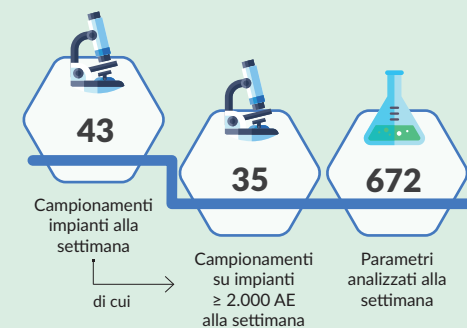 43
Campionamenti
impianti alla
settimana
di cui
35
Campionamenti
su impianti
≥ 2.000 AE
alla settimana
672
Parametri
analizzati alla
settimana